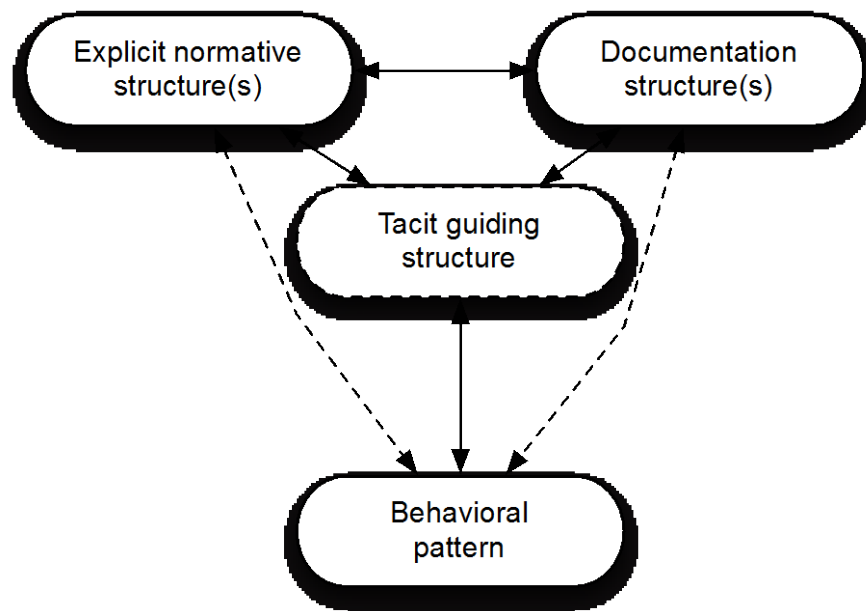 Explicit normative
structure(s)
Documentation
structure(s)
Tacit guiding
structure
Behavioral
pattern